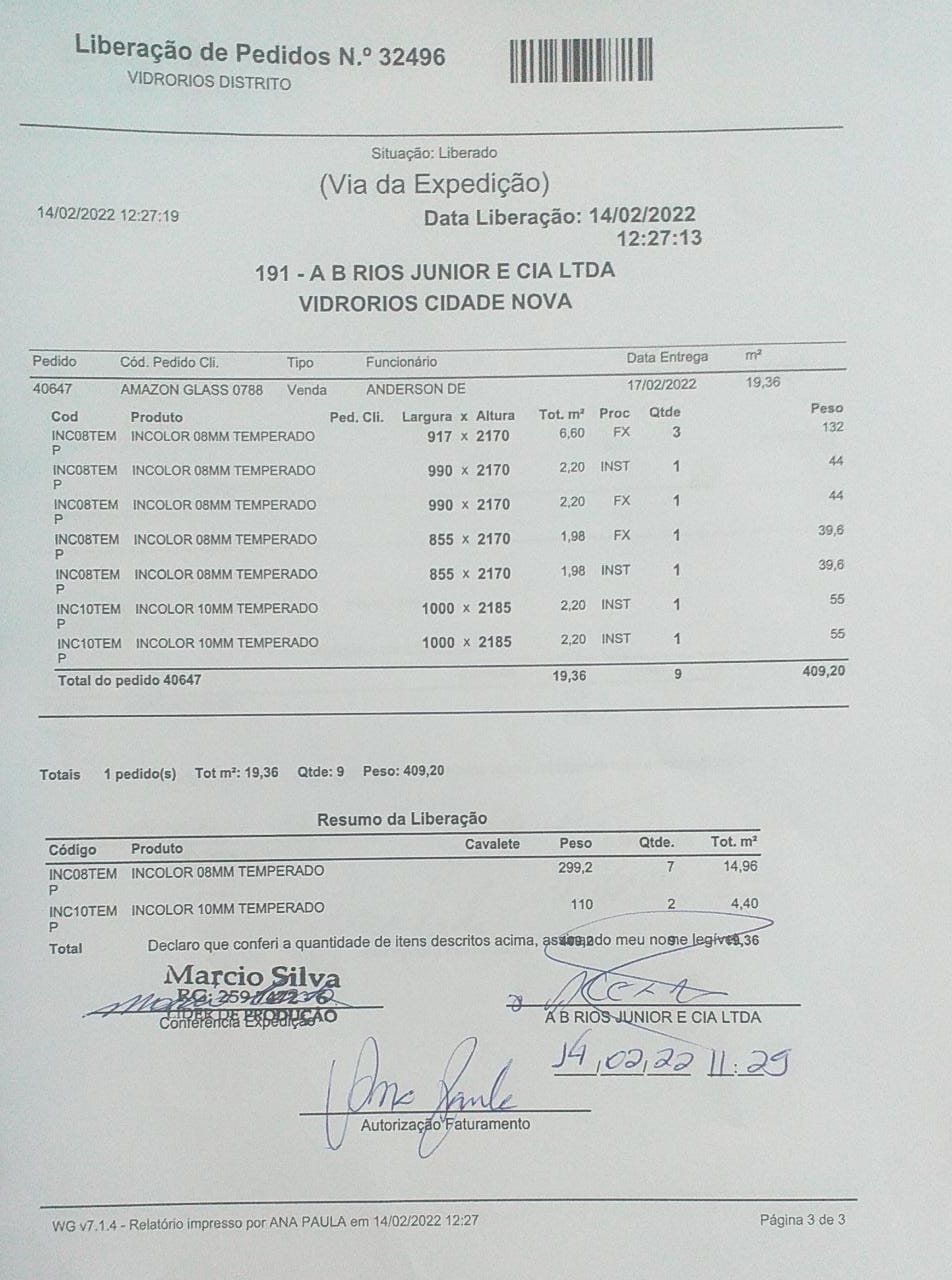 Liberação de Pedidos N.º 32496
VIDRORIOS DISTRITO
Situação: Liberado
(Via da Expedição)
14/02/2022 12:27:19 Data Liberação: 14/02/2022
12:27:13
191 - A B RIOS JUNIOR E CIA LTDA
VIDRORIOS CIDADE NOVA
Pedido Cód. Pedido Cli. Tipo Funcionário Data Entrega m²
40647 AMAZON GLASS 0788 Venda ANDERSON DE 17/02/2022 19,36
Cod Produto Ped. Cli. Largura x Altura Tot. m² Proc Qtde Peso
INC08TEM INCOLOR 08MM TEMPERADO 917 x 2170 6,60 FX 3 132
P
INC08TEM INCOLOR 08MM TEMPERADO 990 x 2170 2,20 INST 1 44
P
INC08TEM INCOLOR 08MM TEMPERADO 990 x 2170 2,20 FX 1 44
P
INC08TEM INCOLOR 08MM TEMPERADO 855 x 2170 1,98 FX 1 39,6
P
INC08TEM INCOLOR 08MM TEMPERADO 855 x 2170 1,98 INST 1 39,6
P
INC10TEM INCOLOR 10MM TEMPERADO 1000 x 2185 2,20 INST 1 55
P
INC10TEM INCOLOR 10MM TEMPERADO 1000 x 2185 2,20 INST 1 55
P
Total do pedido 40647 19,36 9 409,20
Totais 1 pedido(s) Tot m²: 19,36 Qtde: 9 Peso: 409,20
Resumo da Liberação
Código Produto Cavalete Peso Qtde. Tot. m²
INC08TEM INCOLOR 08MM TEMPERADO 299,2 7 14,96
P
INC10TEM INCOLOR 10MM TEMPERADO 110 2 4,40
P
Total Declaro que conferi a quantidade de itens descritos acima, assinando meu nome legível. 409,2 9 19,36
Marcio Silva
RG: 
LÍDER DE PRODUÇÃO
Conferência Expedição A B RIOS JUNIOR E CIA LTDA
14,02,22 11:29
Ana Paula
Autorização Faturamento
WG v7.1.4 - Relatório impresso por ANA PAULA em 14/02/2022 12:27 Página 3 de 3